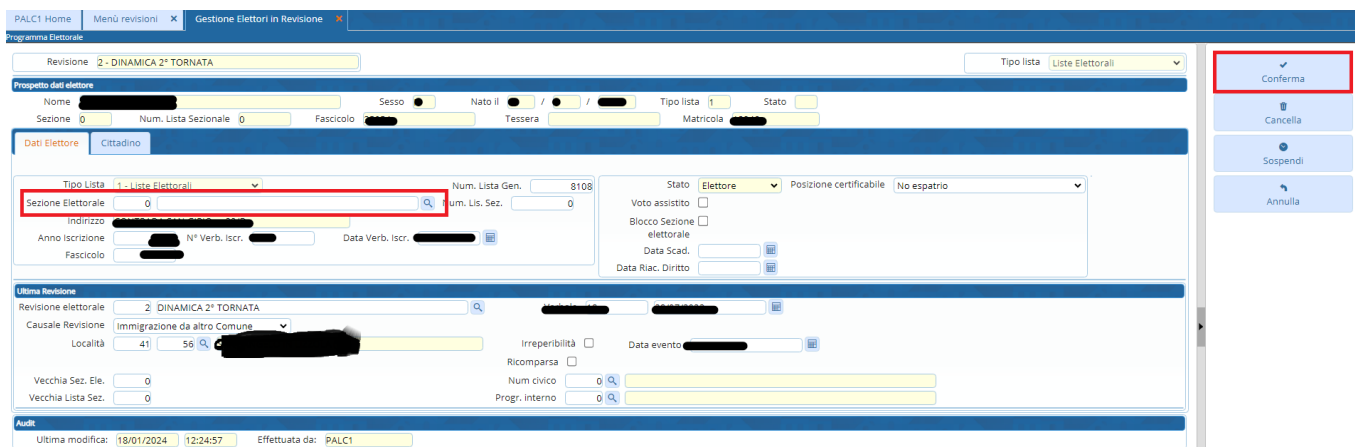 PALC1 Home Menù revisioni × Gestione Elettori in Revisione ×
Programma Elettorale
Revisione 2 - DINAMICA 2° TORNATA Tipo lista Liste Elettorali
Conferma
Prospetto dati elettore
Nome Sesso Nato il / / Tipo lista 1 Stato
Cancella
Sezione 0 Num. Lista Sezionale 0 Fascicolo Tessera Matricola
Dati Elettore Cittadino
Sospendi
Tipo Lista 1 - Liste Elettorali Num. Lista Gen. 8108 Stato Elettore Posizione certificabile No espatrio
Sezione Elettorale 0 Num. Lis. Sez. 0 Voto assistito
Annulla
Indirizzo Blocco Sezione elettorale
Anno Iscrizione N° Verb. Iscr. Data Verb. Iscr.
Data Scad.
Fascicolo Data Riac. Diritto
Ultima Revisione
Revisione elettorale 2 DINAMICA 2° TORNATA
Causale Revisione Immigrazione da altro Comune
Località 41 56 Irreperibilità Data evento
Ricomparsa
Vecchia Sez. Ele. 0 Num civico 0
Vecchia Lista Sez. 0 Progr. interno 0
Audit
Ultima modifica: 18/01/2024 12:24:57 Effettuata da: PALC1